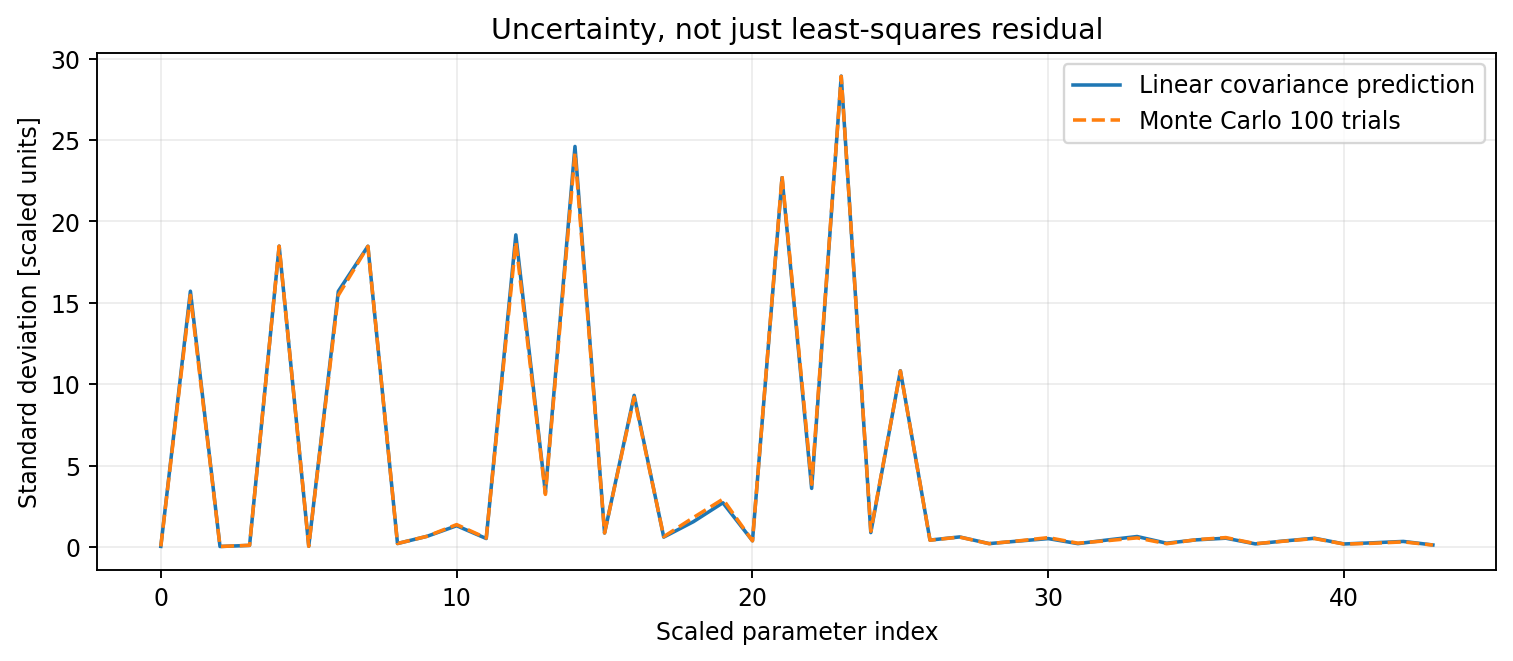 Uncertainty, not just least-squares residual
Linear covariance prediction
Monte Carlo 100 trials
Standard deviation [scaled units]
30
25
20
15
10
5
0
0 10 20 30 40
Scaled parameter index